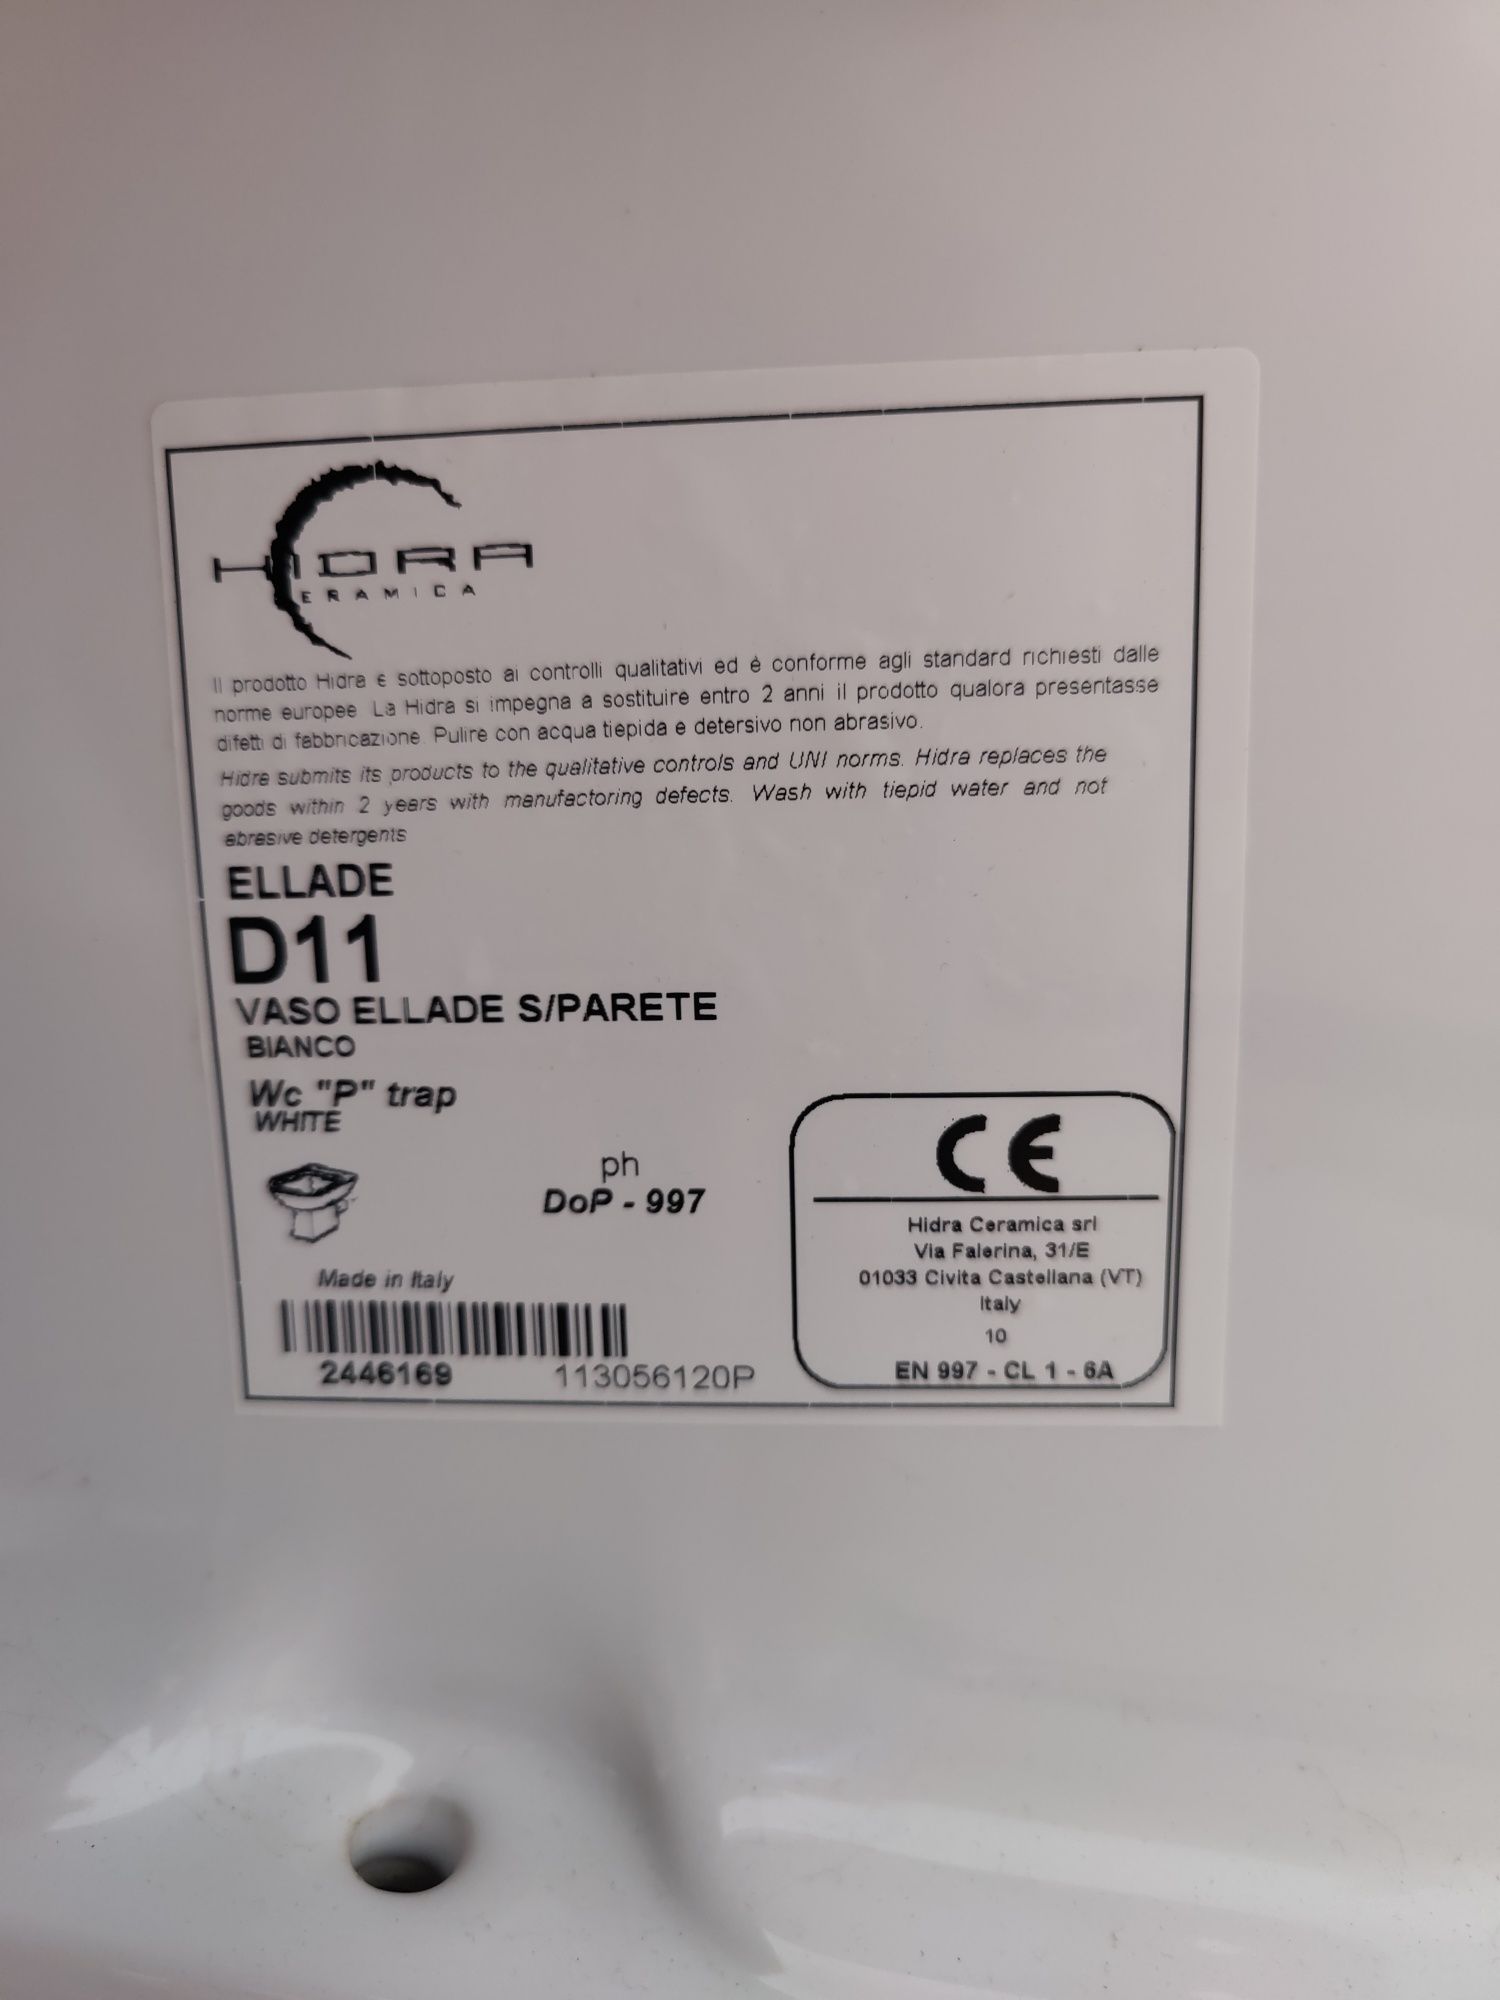 HIDRA
CERAMICA
Il prodotto Hidra è sottoposto ai controlli qualitativi ed è conforme agli standard richiesti dalle
norme europee. La Hidra si impegna a sostituire entro 2 anni il prodotto qualora presentasse
difetti di fabbricazione. Pulire con acqua tiepida e detersivo non abrasivo.
Hidra submits its products to the qualitative controls and UNI norms. Hidra replaces the
goods within 2 years with manufactoring defects. Wash with tiepid water and not
abrasive detergents
ELLADE
D11
VASO ELLADE S/PARETE
BIANCO
Wc "P" trap
WHITE
ph
DoP - 997
Made in Italy
2446169
113056120P
CE
Hidra Ceramica srl
Via Falerina, 31/E
01033 Civita Castellana (VT)
Italy
10
EN 997 - CL 1 - 6A